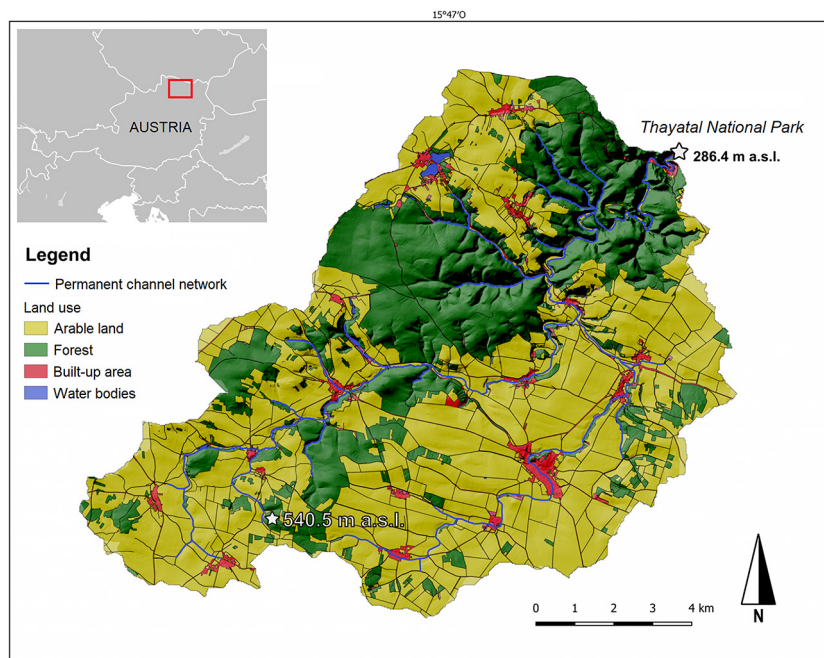 15°47'O
AUSTRIA
Thayatal National Park
286.4 m a.s.l.
Legend
Permanent channel network
Land use
Arable land
Forest
Built-up area
Water bodies
540.5 m a.s.l.
0 1 2 3 4 km
N